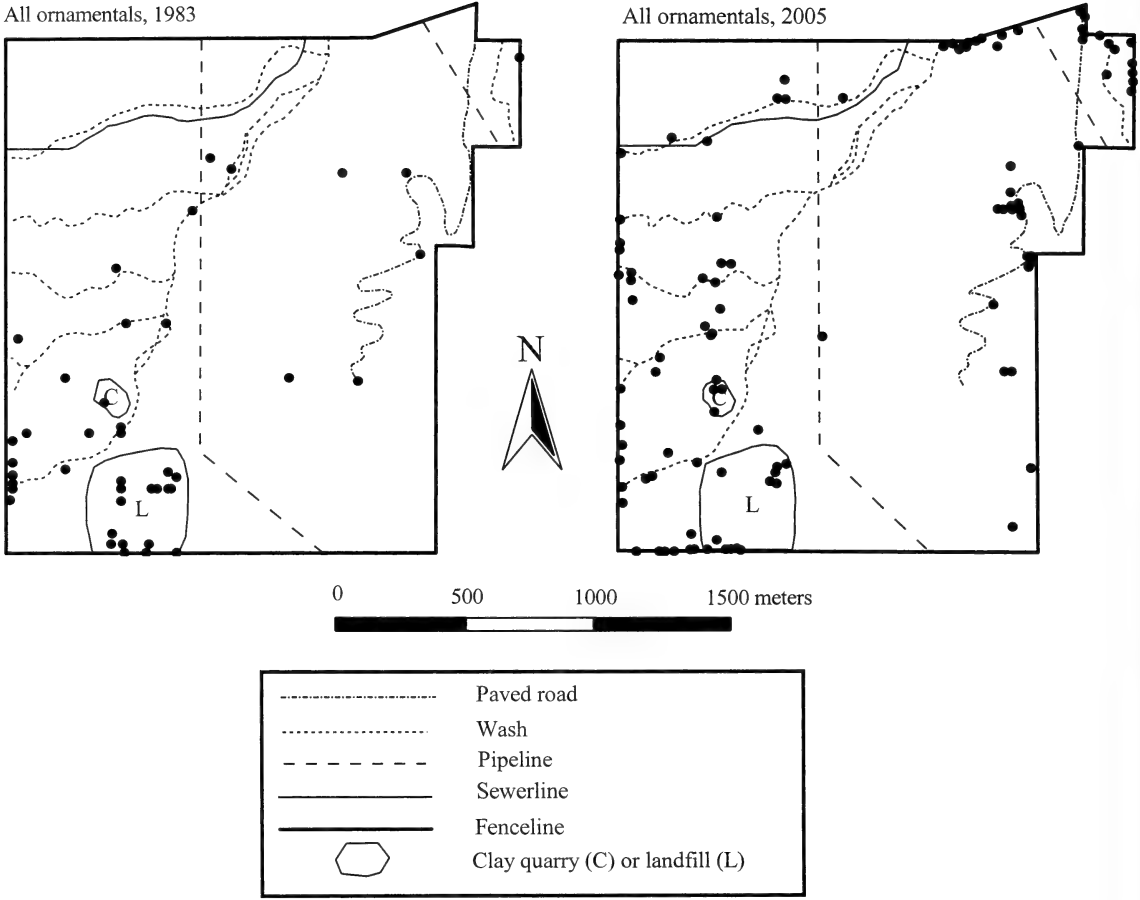 All ornamentals, 1983
All ornamentals, 2005
C
L
C
L
N
0 500 1000 1500 meters
Paved road
Wash
Pipeline
Sewerline
Fenceline
Clay quarry (C) or landfill (L)